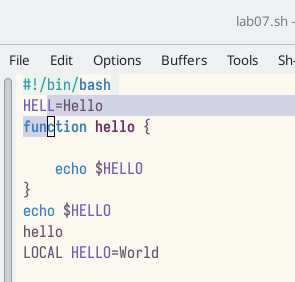 lab07.sh –
File Edit Options Buffers Tools Sh-
#!/bin/bash
HELL=Hello
function hello {
echo $HELLO
}
echo $HELLO
hello
LOCAL HELLO=World